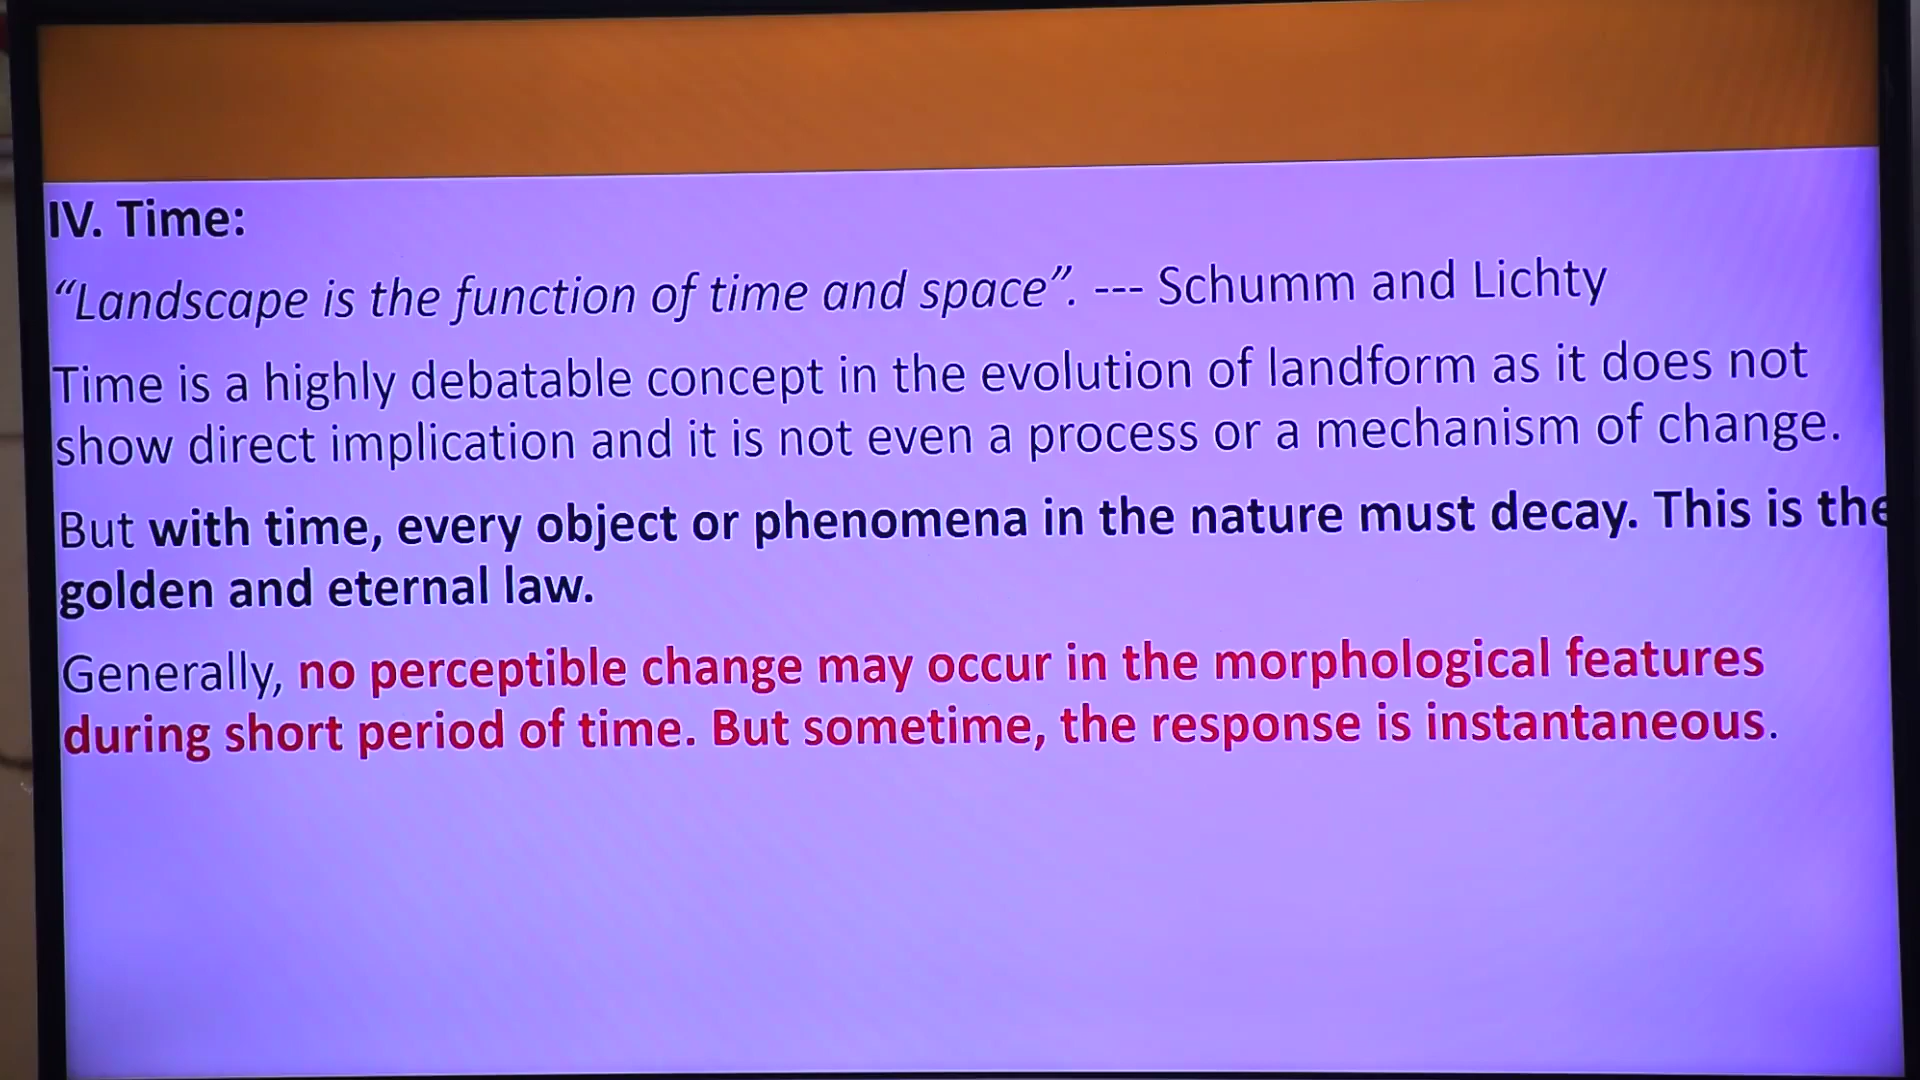 IV. Time:
“Landscape is the function of time and space”. --- Schumm and Lichty
Time is a highly debatable concept in the evolution of landform as it does not
show direct implication and it is not even a process or a mechanism of change.
But with time, every object or phenomena in the nature must decay. This is the
golden and eternal law.
Generally, no perceptible change may occur in the morphological features
during short period of time. But sometime, the response is instantaneous.